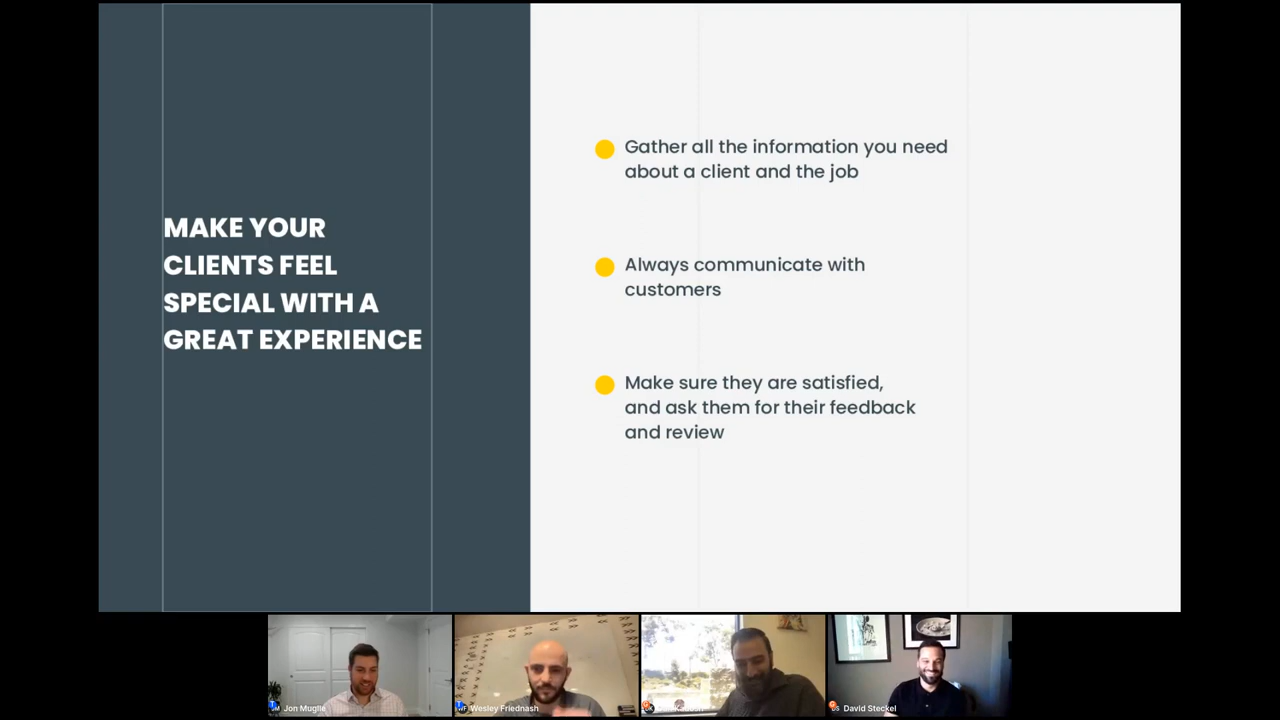 MAKE YOUR
CLIENTS FEEL
SPECIAL WITH A
GREAT EXPERIENCE
Gather all the information you need
about a client and the job
Always communicate with
customers
Make sure they are satisfied,
and ask them for their feedback
and review
Jon Muglia
Wesley Friednash
David Steckel